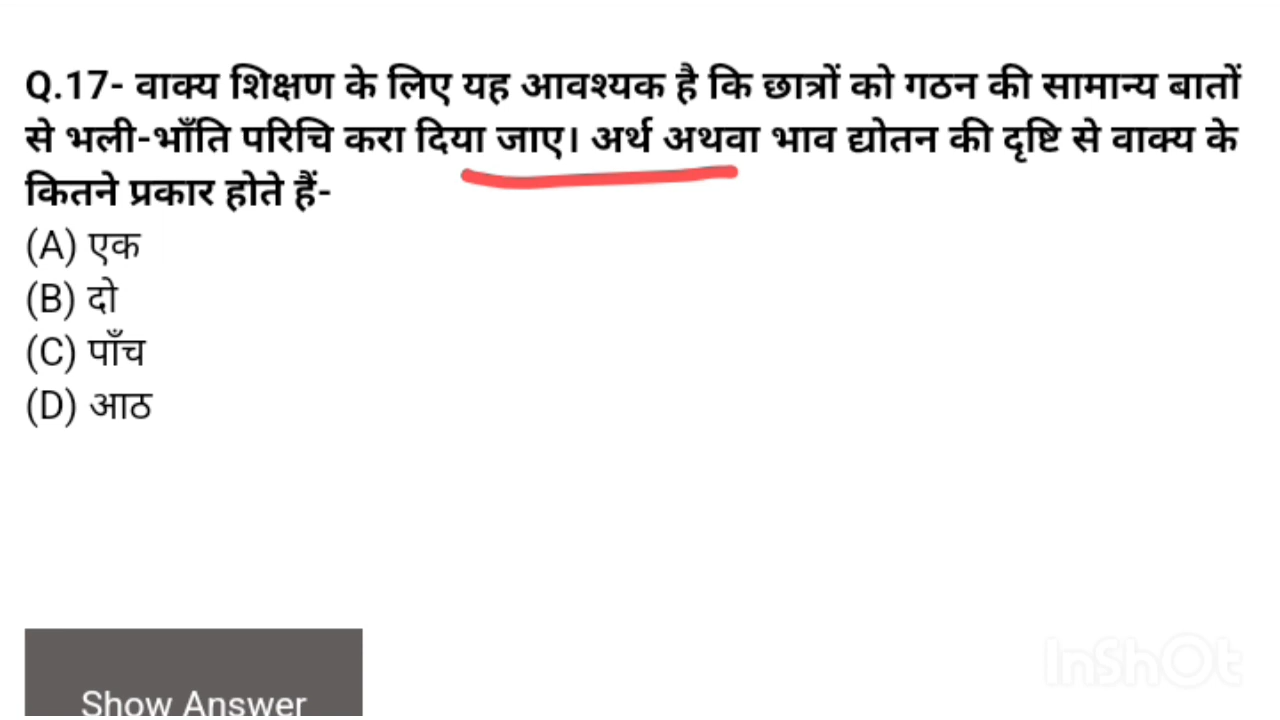 Q.17- वाक्य शिक्षण के लिए यह आवश्यक है कि छात्रों को गठन की सामान्य बातों
से भली-भाँति परिचि करा दिया जाए। अर्थ अथवा भाव द्योतन की दृष्टि से वाक्य के
कितने प्रकार होते हैं-
(A) एक
(B) दो
(C) पाँच
(D) आठ
Show Answer
InShOt